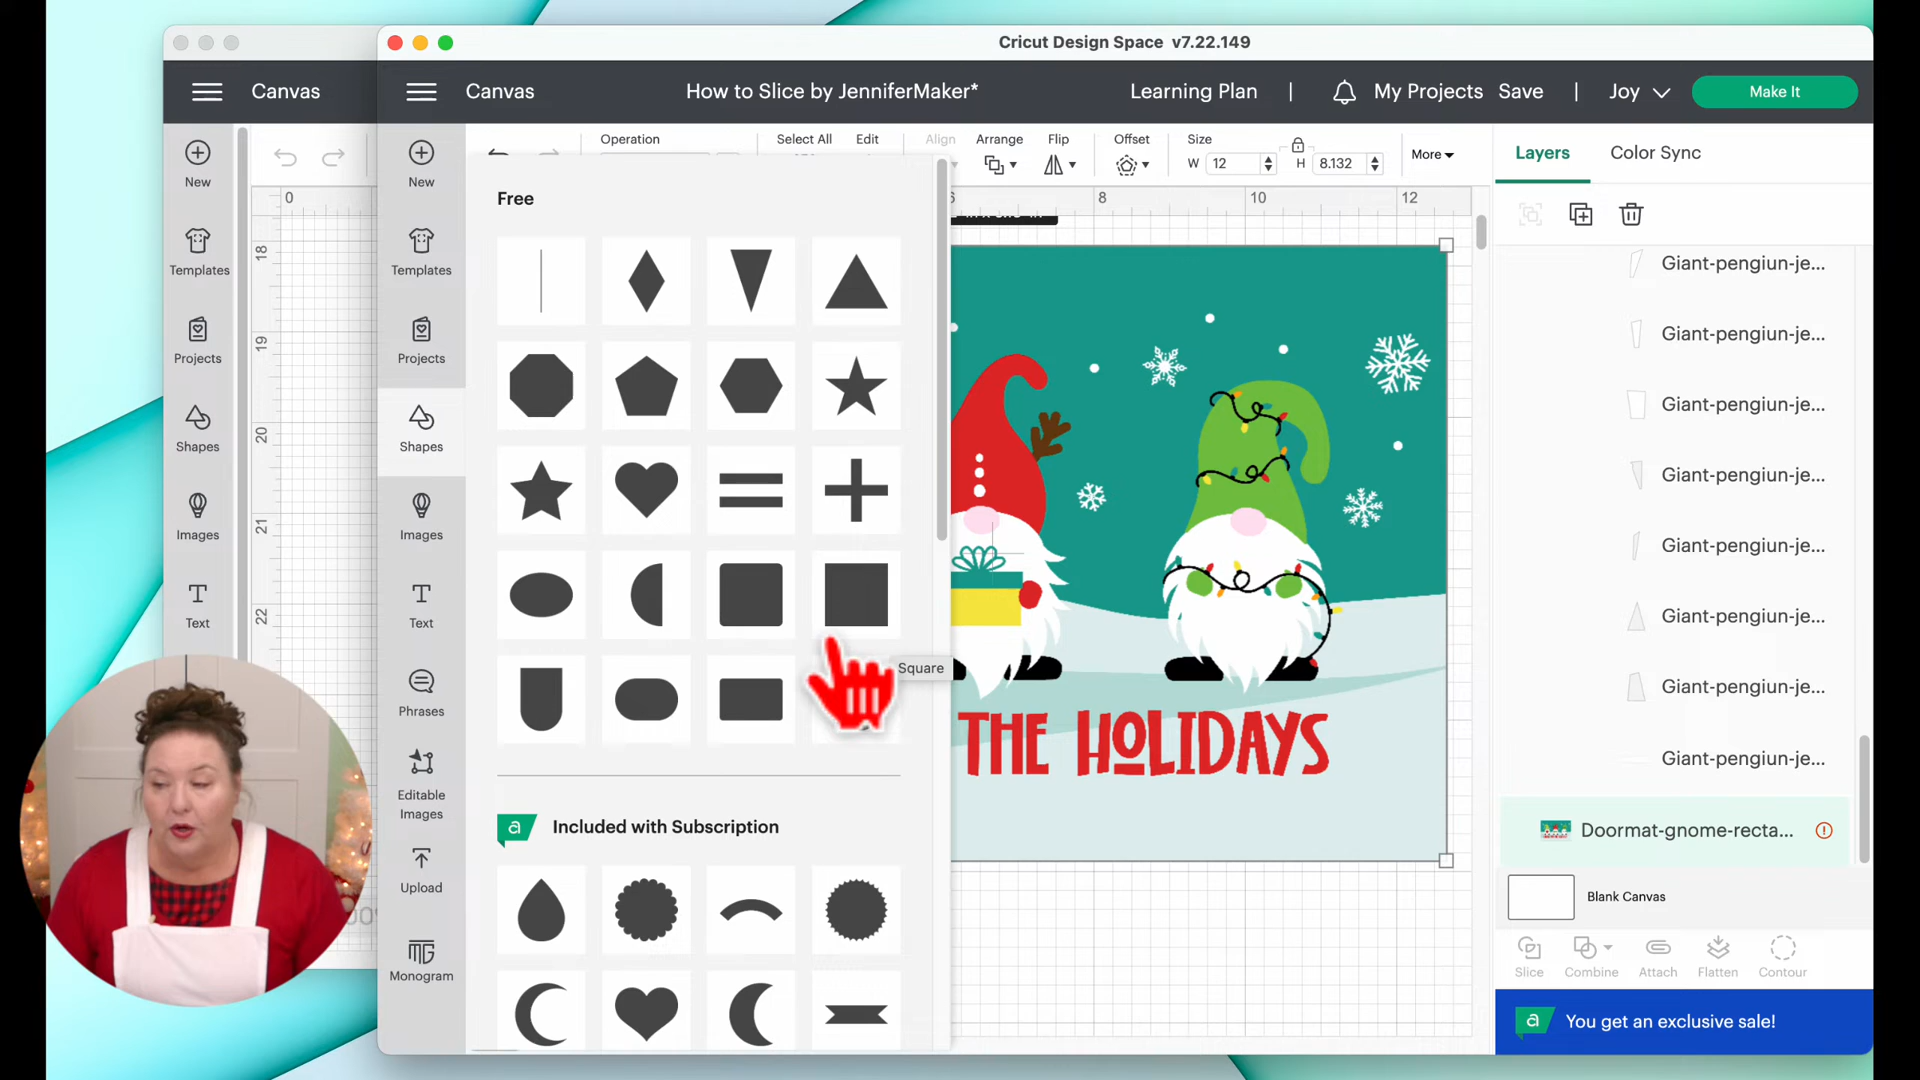 Cricut Design Space v7.22.149
Canvas
Canvas
How to Slice by JenniferMaker*
Learning Plan
|
My Projects
Save
|
Joy
Make It
New
Templates
Projects
Shapes
Images
Text
New
Templates
Projects
Shapes
Images
Text
Phrases
Editable
Images
Upload
Monogram
MG
Operation
Select All
Edit
Align
Arrange
Flip
Offset
Size
W 12
H 8.132
More
0
8
10
12
18
19
20
21
22
Free
Square
a Included with Subscription
THE HOLIDAYS
Layers
Color Sync
Giant-pengiun-je...
Giant-pengiun-je...
Giant-pengiun-je...
Giant-pengiun-je...
Giant-pengiun-je...
Giant-pengiun-je...
Giant-pengiun-je...
Giant-pengiun-je...
Doormat-gnome-recta...
Blank Canvas
Slice
Combine
Attach
Flatten
Contour
a You get an exclusive sale!